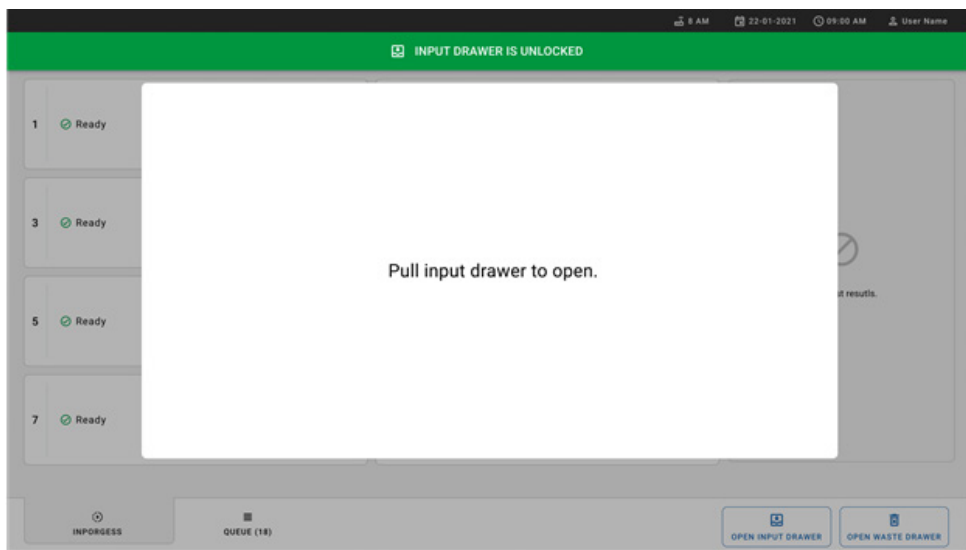 8 AM 22-01-2021 09:00 AM User Name
INPUT DRAWER IS UNLOCKED
1 Ready
3 Ready
Pull input drawer to open.
resutls.
5 Ready
7 Ready
INPORGESS QUEUE (18) OPEN INPUT DRAWER OPEN WASTE DRAWER